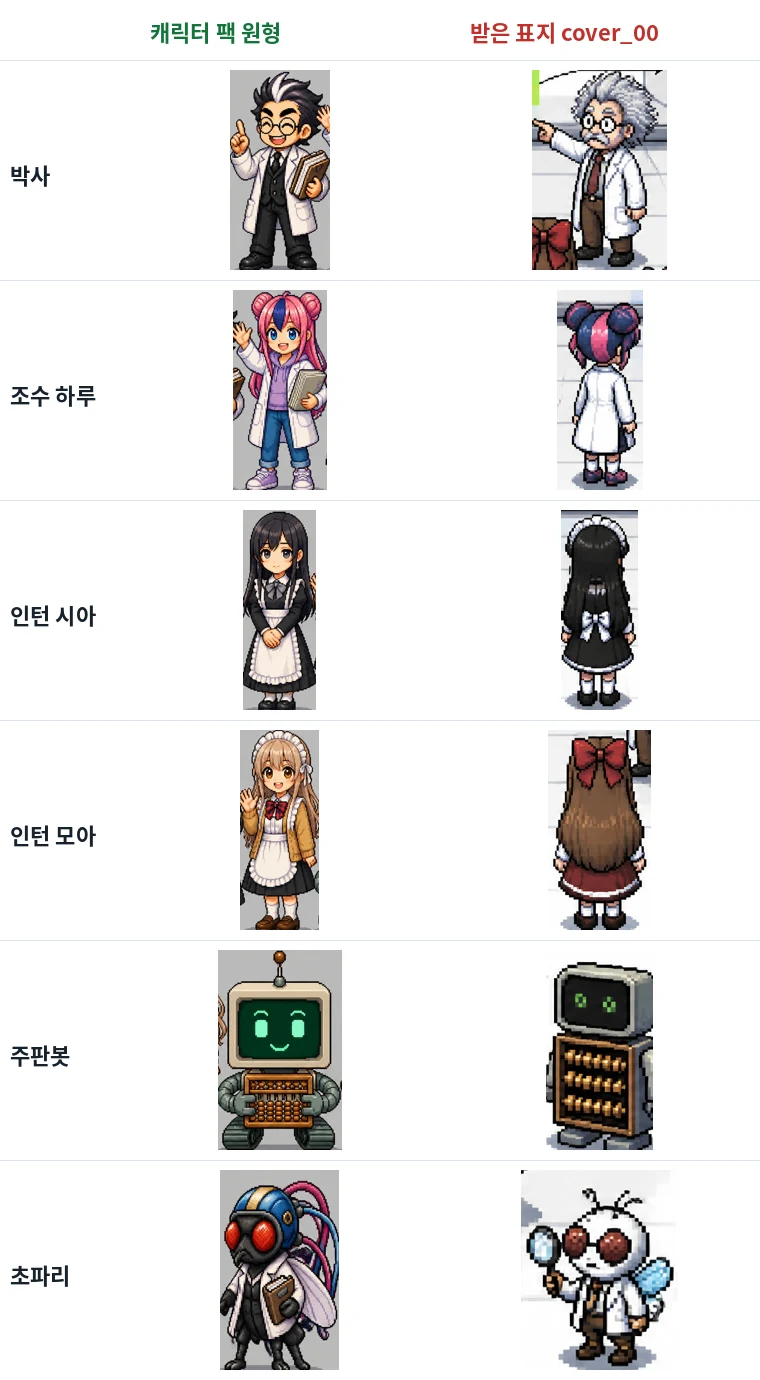 캐릭터 팩 원형
받은 표지 cover_00
박사
조수 하루
인턴 시아
인턴 모아
주판봇
초파리